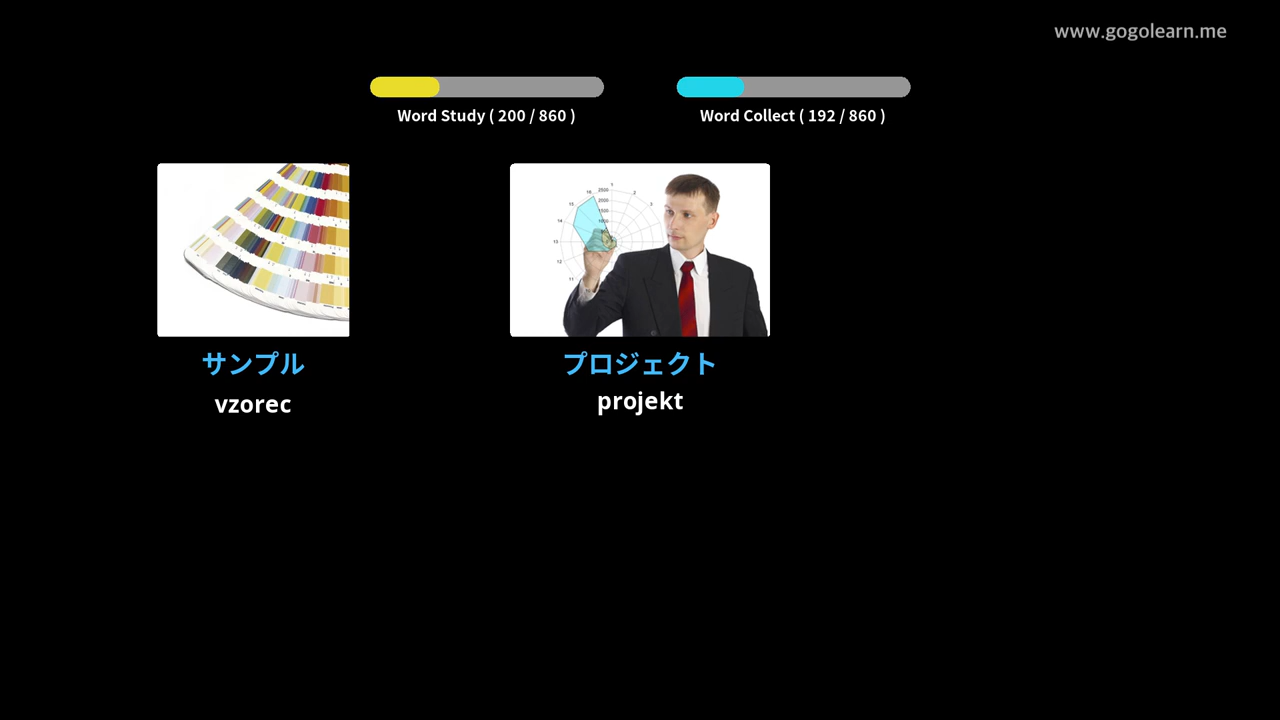 www.gogolearn.me
Word Study ( 200 / 860 )
Word Collect ( 192 / 860 )
サンプル
vzorec
プロジェクト
projekt